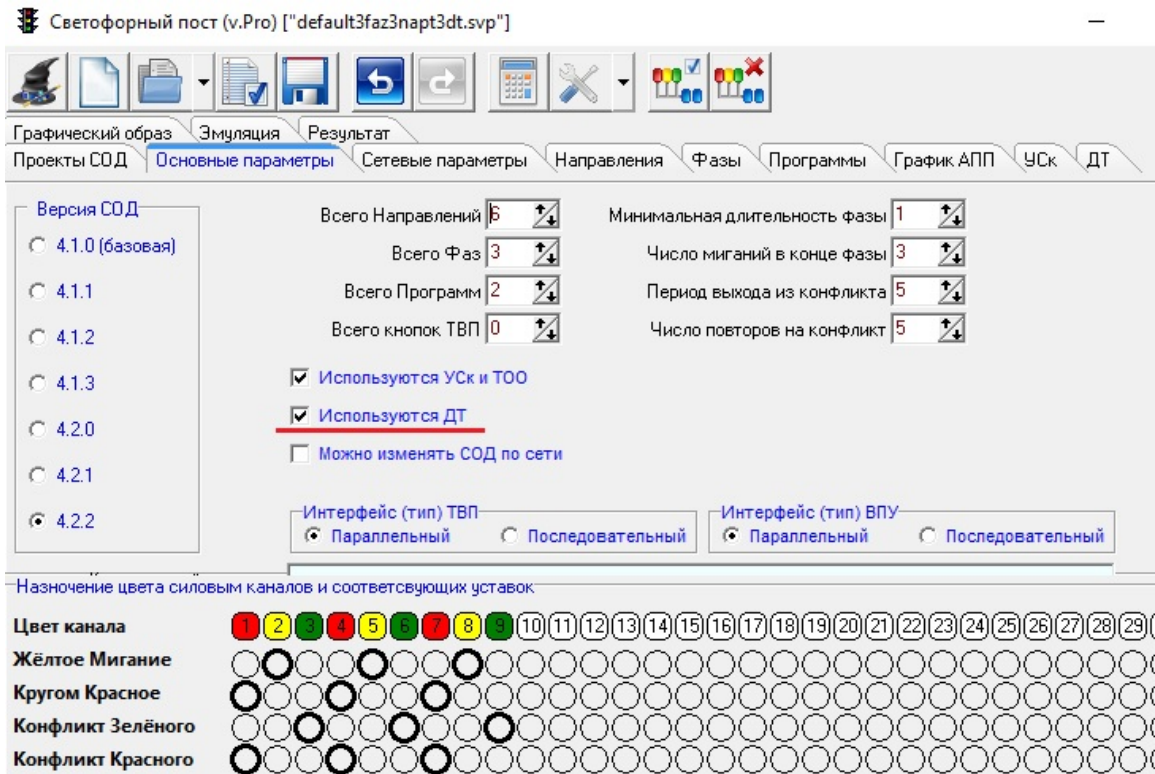 Светофорный пост (v.Pro) ["default3faz3napt3dt.svp"]
Графический образ Эмуляция Результат
Проекты СОД Основные параметры Сетевые параметры Направления Фазы Программы График АПП УСк ДТ
Версия СОД
4.1.0 (базовая)
4.1.1
4.1.2
4.1.3
4.2.0
4.2.1
4.2.2
Всего Направлений 6
Всего Фаз 3
Всего Программ 2
Всего кнопок ТВП 0
Минимальная длительность фазы 1
Число миганий в конце фазы 3
Период выхода из конфликта 5
Число повторов на конфликт 5
Используются УСк и ТОО
Используются ДТ
Можно изменять СОД по сети
Интерфейс (тип) ТВП
Параллельный Последовательный
Интерфейс (тип) ВПУ
Параллельный Последовательный
Назночение цвета силовым каналов и соответсвующих уставок
Цвет канала 1 2 3 4 5 6 7 8 9 10 11 12 13 14 15 16 17 18 19 20 21 22 23 24 25 26 27 28 29
Жёлтое Мигание
Кругом Красное
Конфликт Зелёного
Конфликт Красного